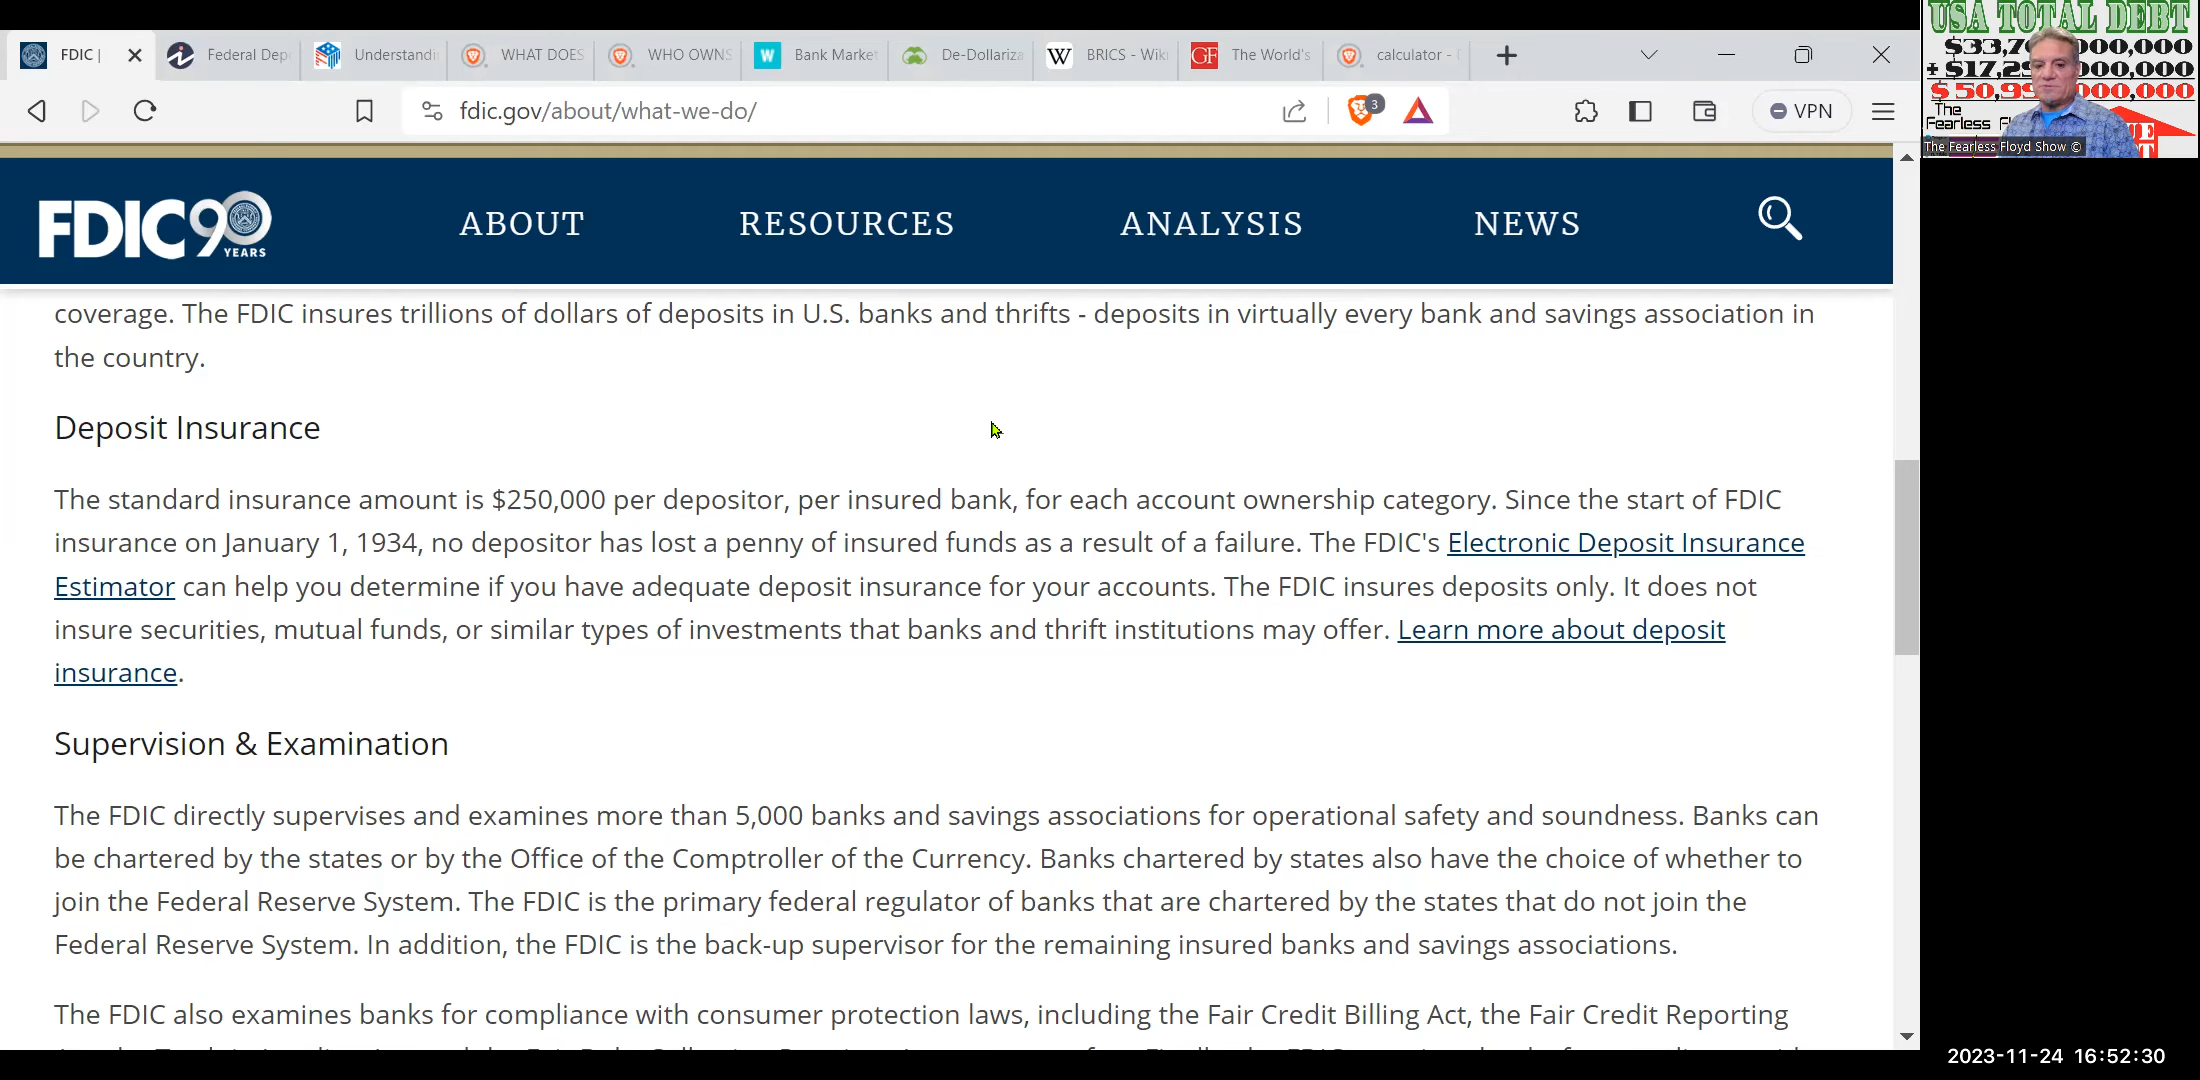 FDIC |
Federal Dep
Understandi
WHAT DOES
WHO OWNS
Bank Market
De-Dollariza
BRICS - Wiki
The World's
calculator -
fdic.gov/about/what-we-do/
3
VPN
USA TOTAL DEBT
The
Fearless
The Fearless Floyd Show ©
FDIC 90
YEARS
ABOUT
RESOURCES
ANALYSIS
NEWS
coverage. The FDIC insures trillions of dollars of deposits in U.S. banks and thrifts - deposits in virtually every bank and savings association in
the country.
Deposit Insurance
The standard insurance amount is $250,000 per depositor, per insured bank, for each account ownership category. Since the start of FDIC
insurance on January 1, 1934, no depositor has lost a penny of insured funds as a result of a failure. The FDIC's Electronic Deposit Insurance
Estimator can help you determine if you have adequate deposit insurance for your accounts. The FDIC insures deposits only. It does not
insure securities, mutual funds, or similar types of investments that banks and thrift institutions may offer. Learn more about deposit
insurance.
Supervision & Examination
The FDIC directly supervises and examines more than 5,000 banks and savings associations for operational safety and soundness. Banks can
be chartered by the states or by the Office of the Comptroller of the Currency. Banks chartered by states also have the choice of whether to
join the Federal Reserve System. The FDIC is the primary federal regulator of banks that are chartered by the states that do not join the
Federal Reserve System. In addition, the FDIC is the back-up supervisor for the remaining insured banks and savings associations.
The FDIC also examines banks for compliance with consumer protection laws, including the Fair Credit Billing Act, the Fair Credit Reporting
2023-11-24 16:52:30